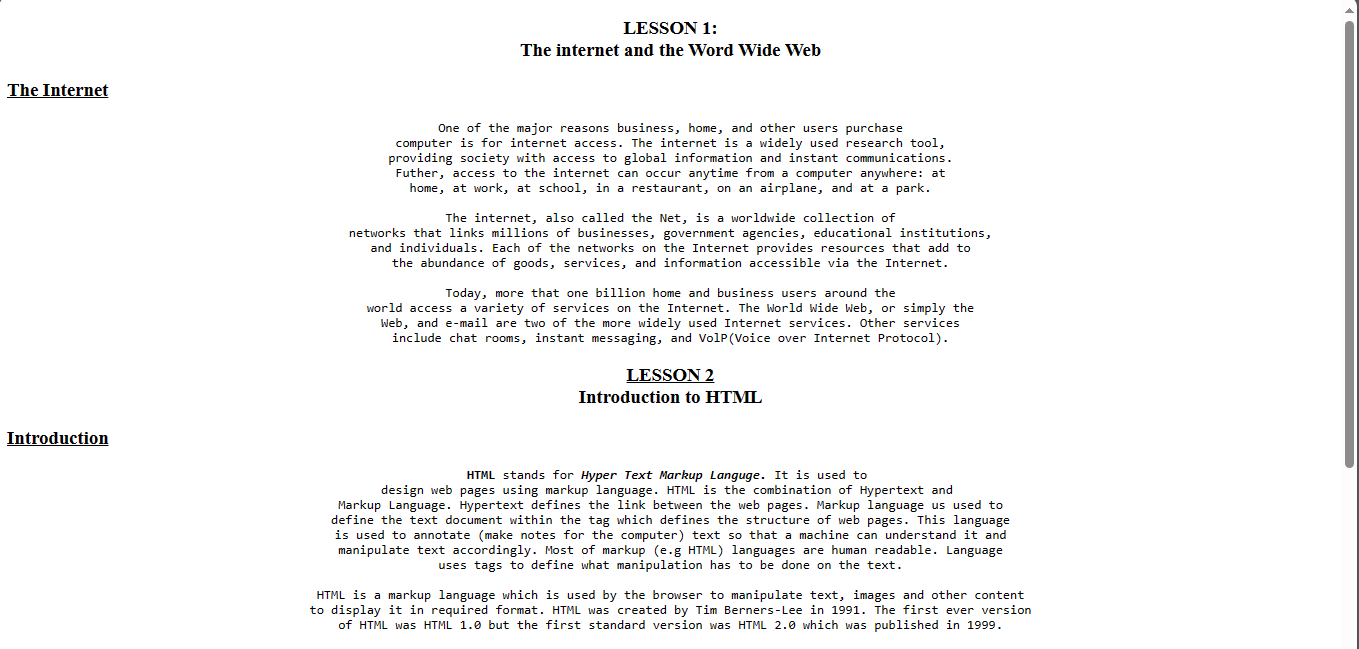 LESSON 1:
The internet and the Word Wide Web
The Internet
One of the major reasons business, home, and other users purchase
computer is for internet access. The internet is a widely used research tool,
providing society with access to global information and instant communications.
Futher, access to the internet can occur anytime from a computer anywhere: at
home, at work, at school, in a restaurant, on an airplane, and at a park.
The internet, also called the Net, is a worldwide collection of
networks that links millions of businesses, government agencies, educational institutions,
and individuals. Each of the networks on the Internet provides resources that add to
the abundance of goods, services, and information accessible via the Internet.
Today, more that one billion home and business users around the
world access a variety of services on the Internet. The World Wide Web, or simply the
Web, and e-mail are two of the more widely used Internet services. Other services
include chat rooms, instant messaging, and VolP(Voice over Internet Protocol).
LESSON 2
Introduction to HTML
Introduction
HTML stands for Hyper Text Markup Languge. It is used to
design web pages using markup language. HTML is the combination of Hypertext and
Markup Language. Hypertext defines the link between the web pages. Markup language us used to
define the text document within the tag which defines the structure of web pages. This language
is used to annotate (make notes for the computer) text so that a machine can understand it and
manipulate text accordingly. Most of markup (e.g HTML) languages are human readable. Language
uses tags to define what manipulation has to be done on the text.
HTML is a markup language which is used by the browser to manipulate text, images and other content
to display it in required format. HTML was created by Tim Berners-Lee in 1991. The first ever version
of HTML was HTML 1.0 but the first standard version was HTML 2.0 which was published in 1999.